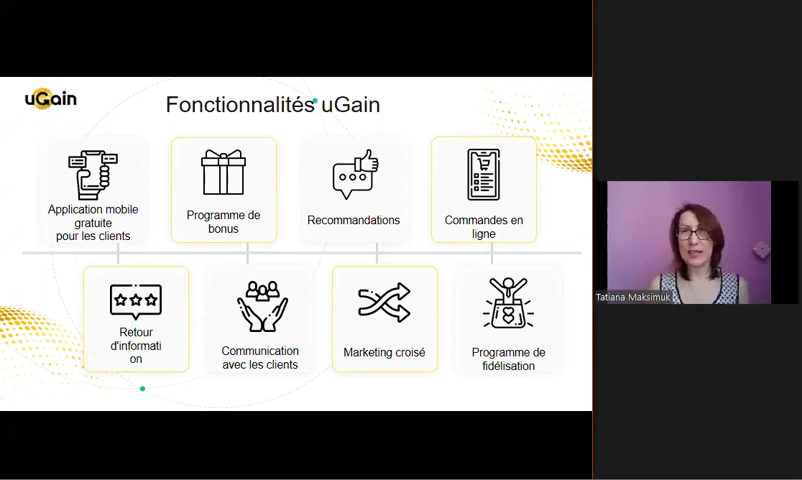 uGain
Fonctionnalités uGain
Application mobile
gratuite
pour les clients
Programme de
bonus
Recommandations
Commandes en
ligne
Retour
d'informati
on
Communication
avec les clients
Marketing croisé
Programme de
fidélisation
Tatiana Maksimuk